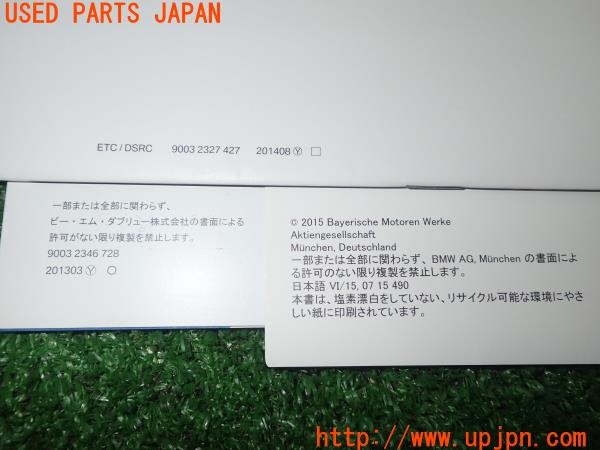 USED PARTS JAPAN
ETC / DSRC 9003 2327 427 201408 Ⓨ □
一部または全部に関わらず、
ビー・エム・ダブリュー株式会社の書面による
許可がない限り複製を禁止します。
9003 2346 728
201303 Ⓨ ○
© 2015 Bayerische Motoren Werke
Aktiengesellschaft
München, Deutschland
一部または全部に関わらず、BMW AG, München の書面によ
る許可のない限り複製を禁止します。
日本語 VI/15, 07 15 490
本書は、塩素漂白をしていない、リサイクル可能な環境にやさ
しい紙に印刷されています。
http://www.upjpn.com